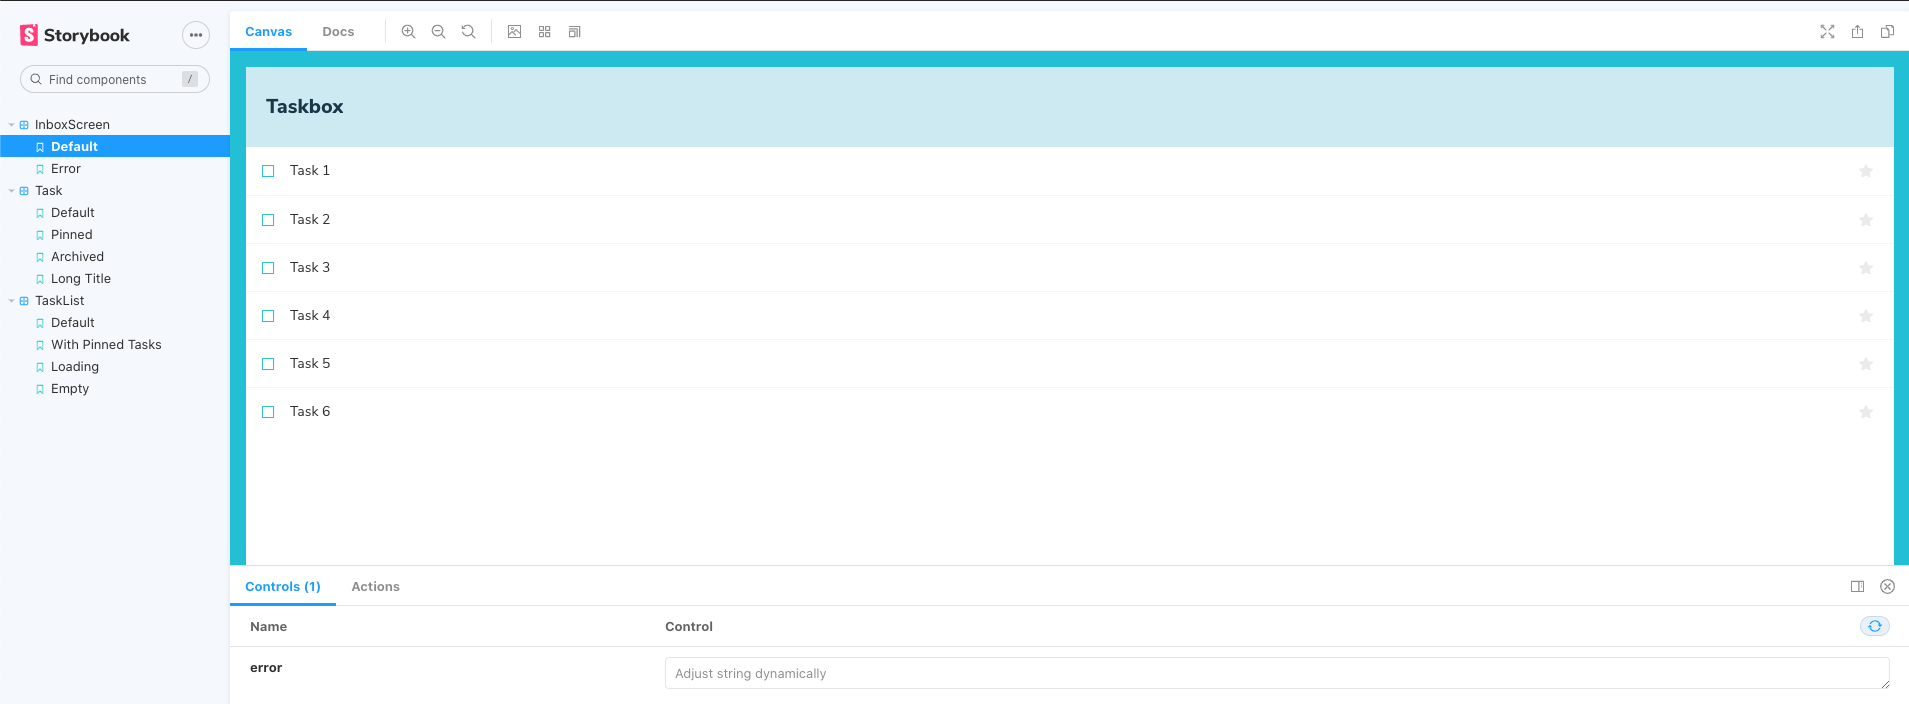 Storybook
Find components /
InboxScreen
Default
Error
Task
Default
Pinned
Archived
Long Title
TaskList
Default
With Pinned Tasks
Loading
Empty
Canvas Docs
Taskbox
Task 1
Task 2
Task 3
Task 4
Task 5
Task 6
Controls (1) Actions
Name Control
error Adjust string dynamically